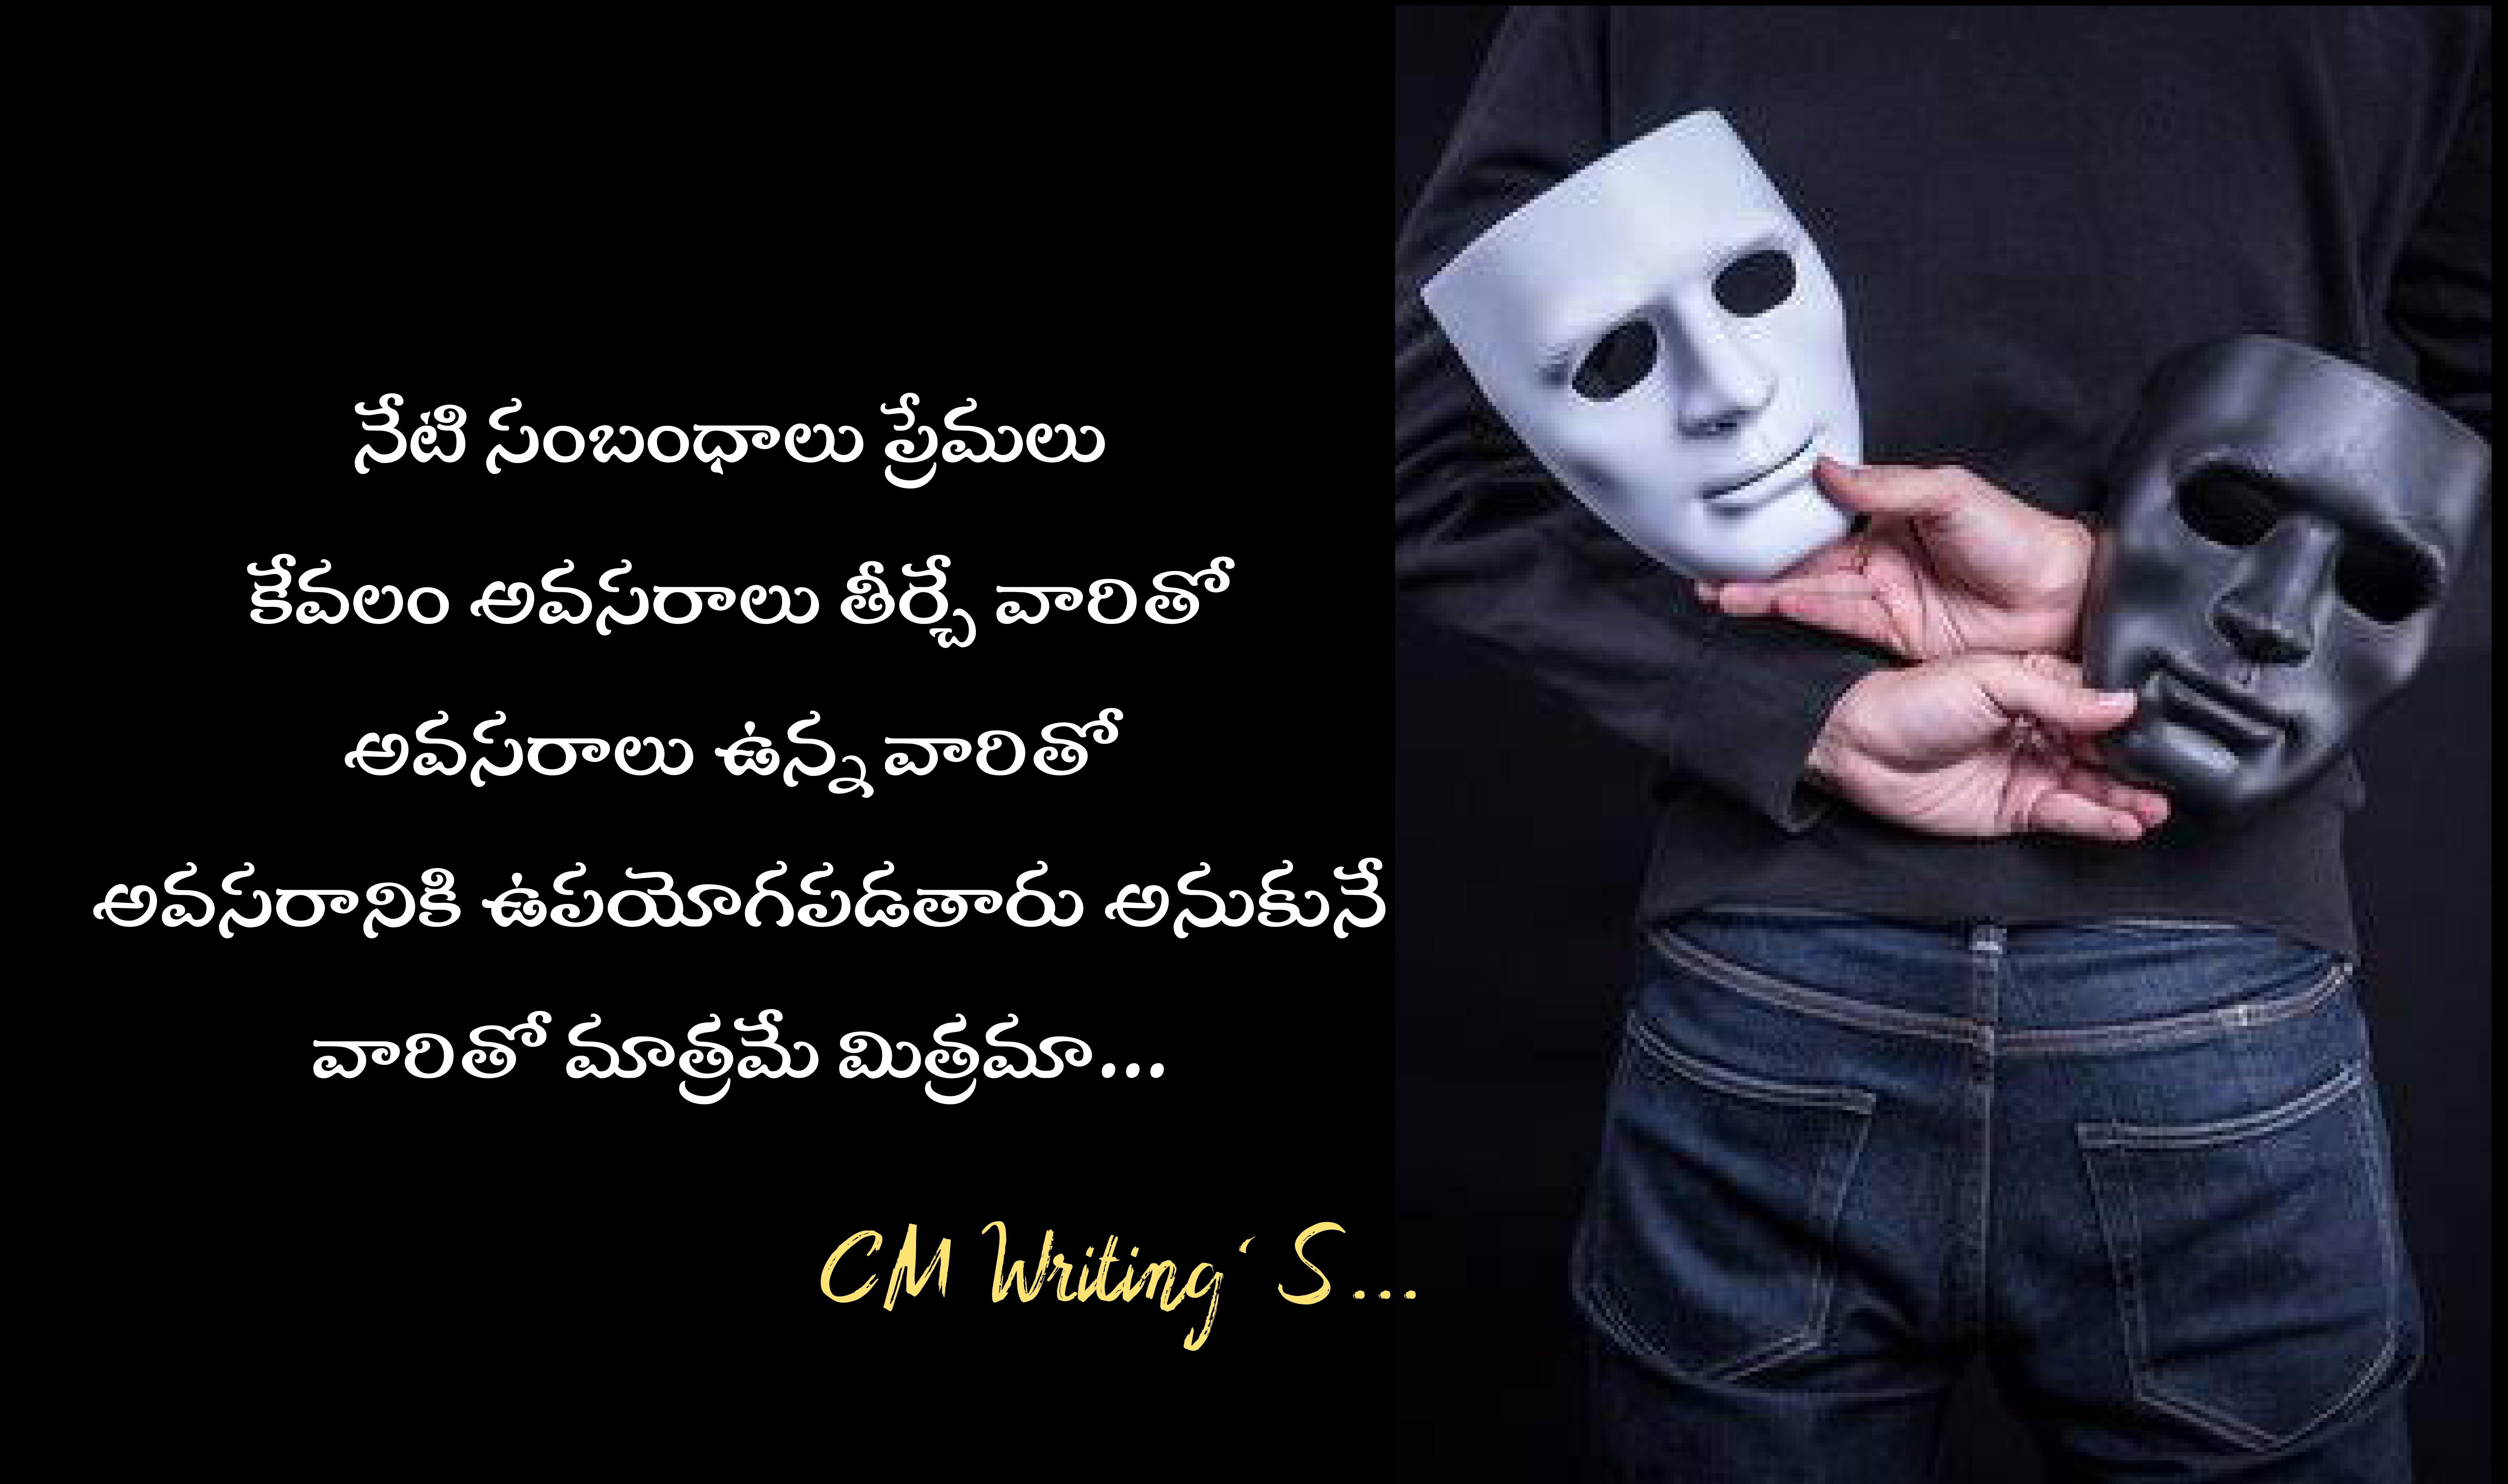 నేటి సంబంధాలు ప్రేమలు
కేవలం అవసరాలు తీర్చే వారితో
అవసరాలు ఉన్న వారితో
అవసరానికి ఉపయోగపడతారు అనుకునే
వారితో మాత్రమే మిత్రమా...
CM Writing' S...